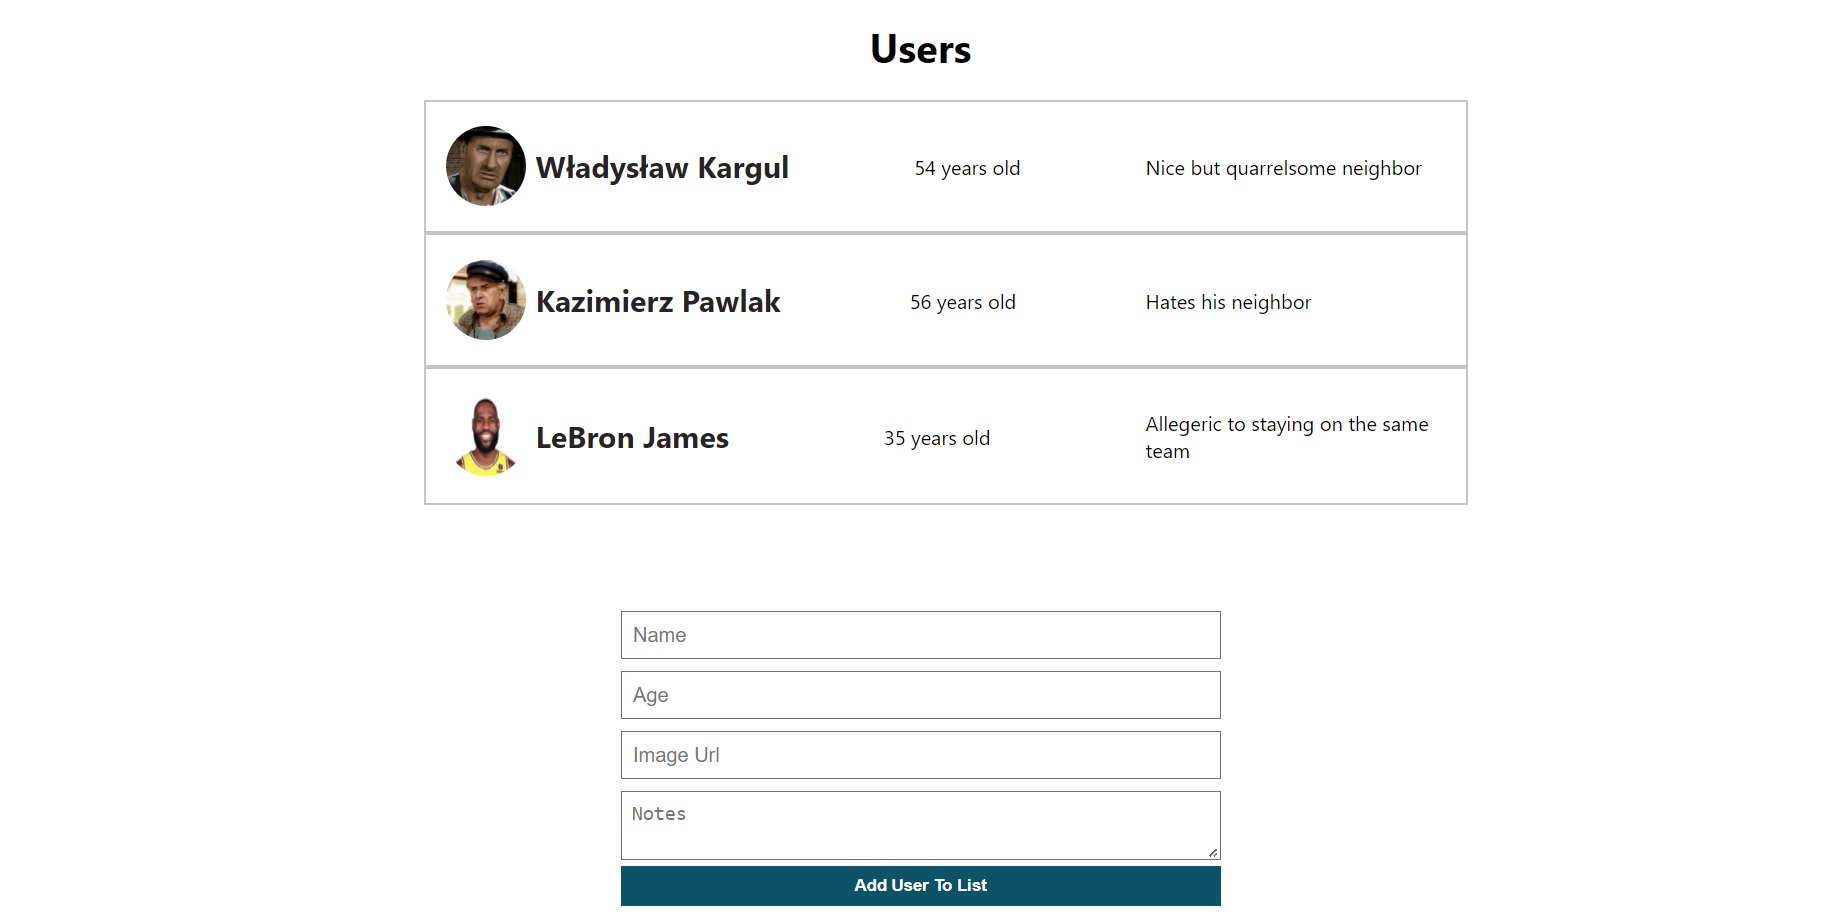 Users
Władysław Kargul 54 years old Nice but quarrelsome neighbor
Kazimierz Pawlak 56 years old Hates his neighbor
LeBron James 35 years old Allegeric to staying on the same
team
Name
Age
Image Url
Notes
Add User To List